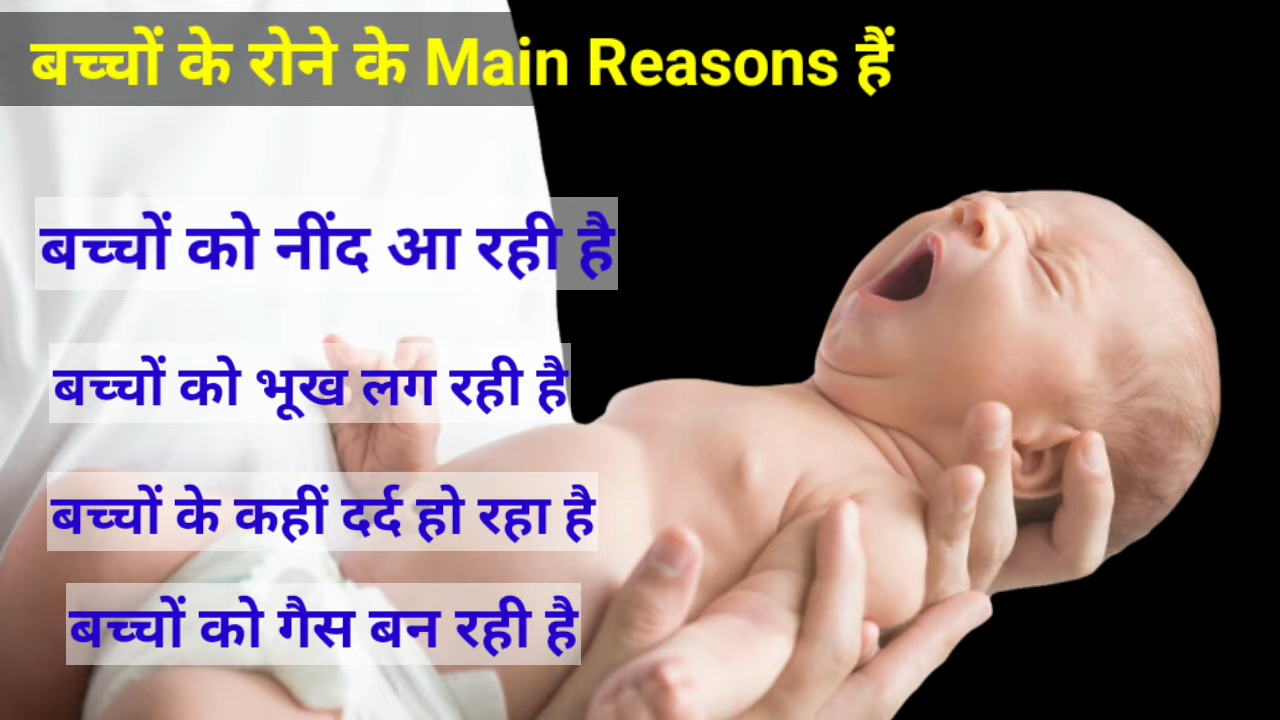 बच्चों के रोने के Main Reasons हैं
बच्चों को नींद आ रही है
बच्चों को भूख लग रही है
बच्चों के कहीं दर्द हो रहा है
बच्चों को गैस बन रही है